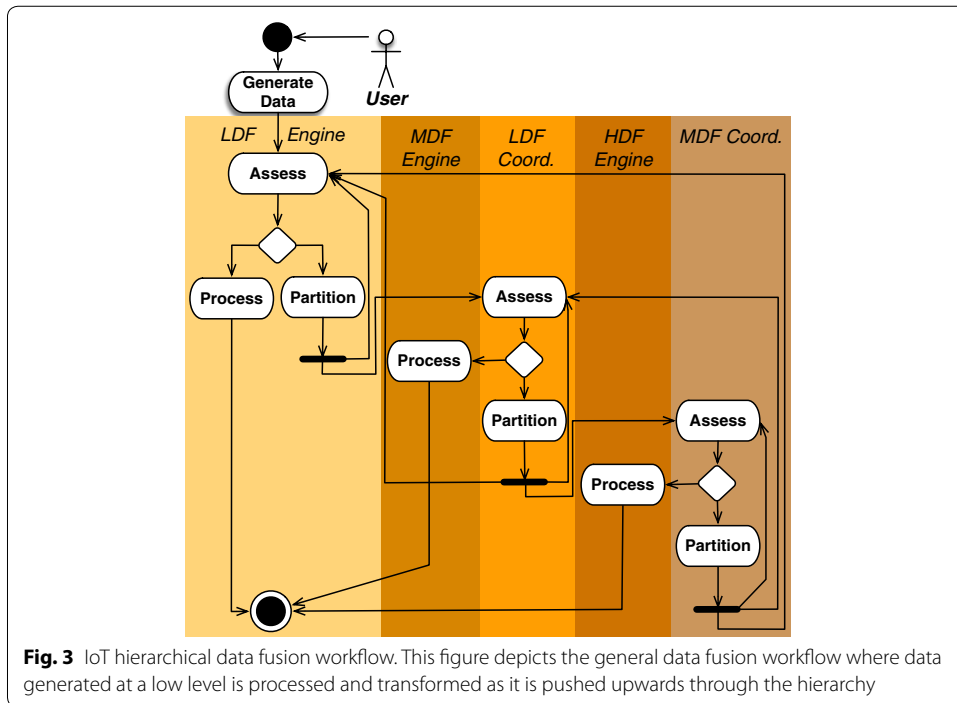 Generate
Data
User
LDF Engine
MDF
Engine
LDF
Coord.
HDF
Engine
MDF Coord.
Assess
Process
Partition
Assess
Process
Partition
Assess
Process
Partition
Fig. 3 IoT hierarchical data fusion workflow. This figure depicts the general data fusion workflow where data
generated at a low level is processed and transformed as it is pushed upwards through the hierarchy